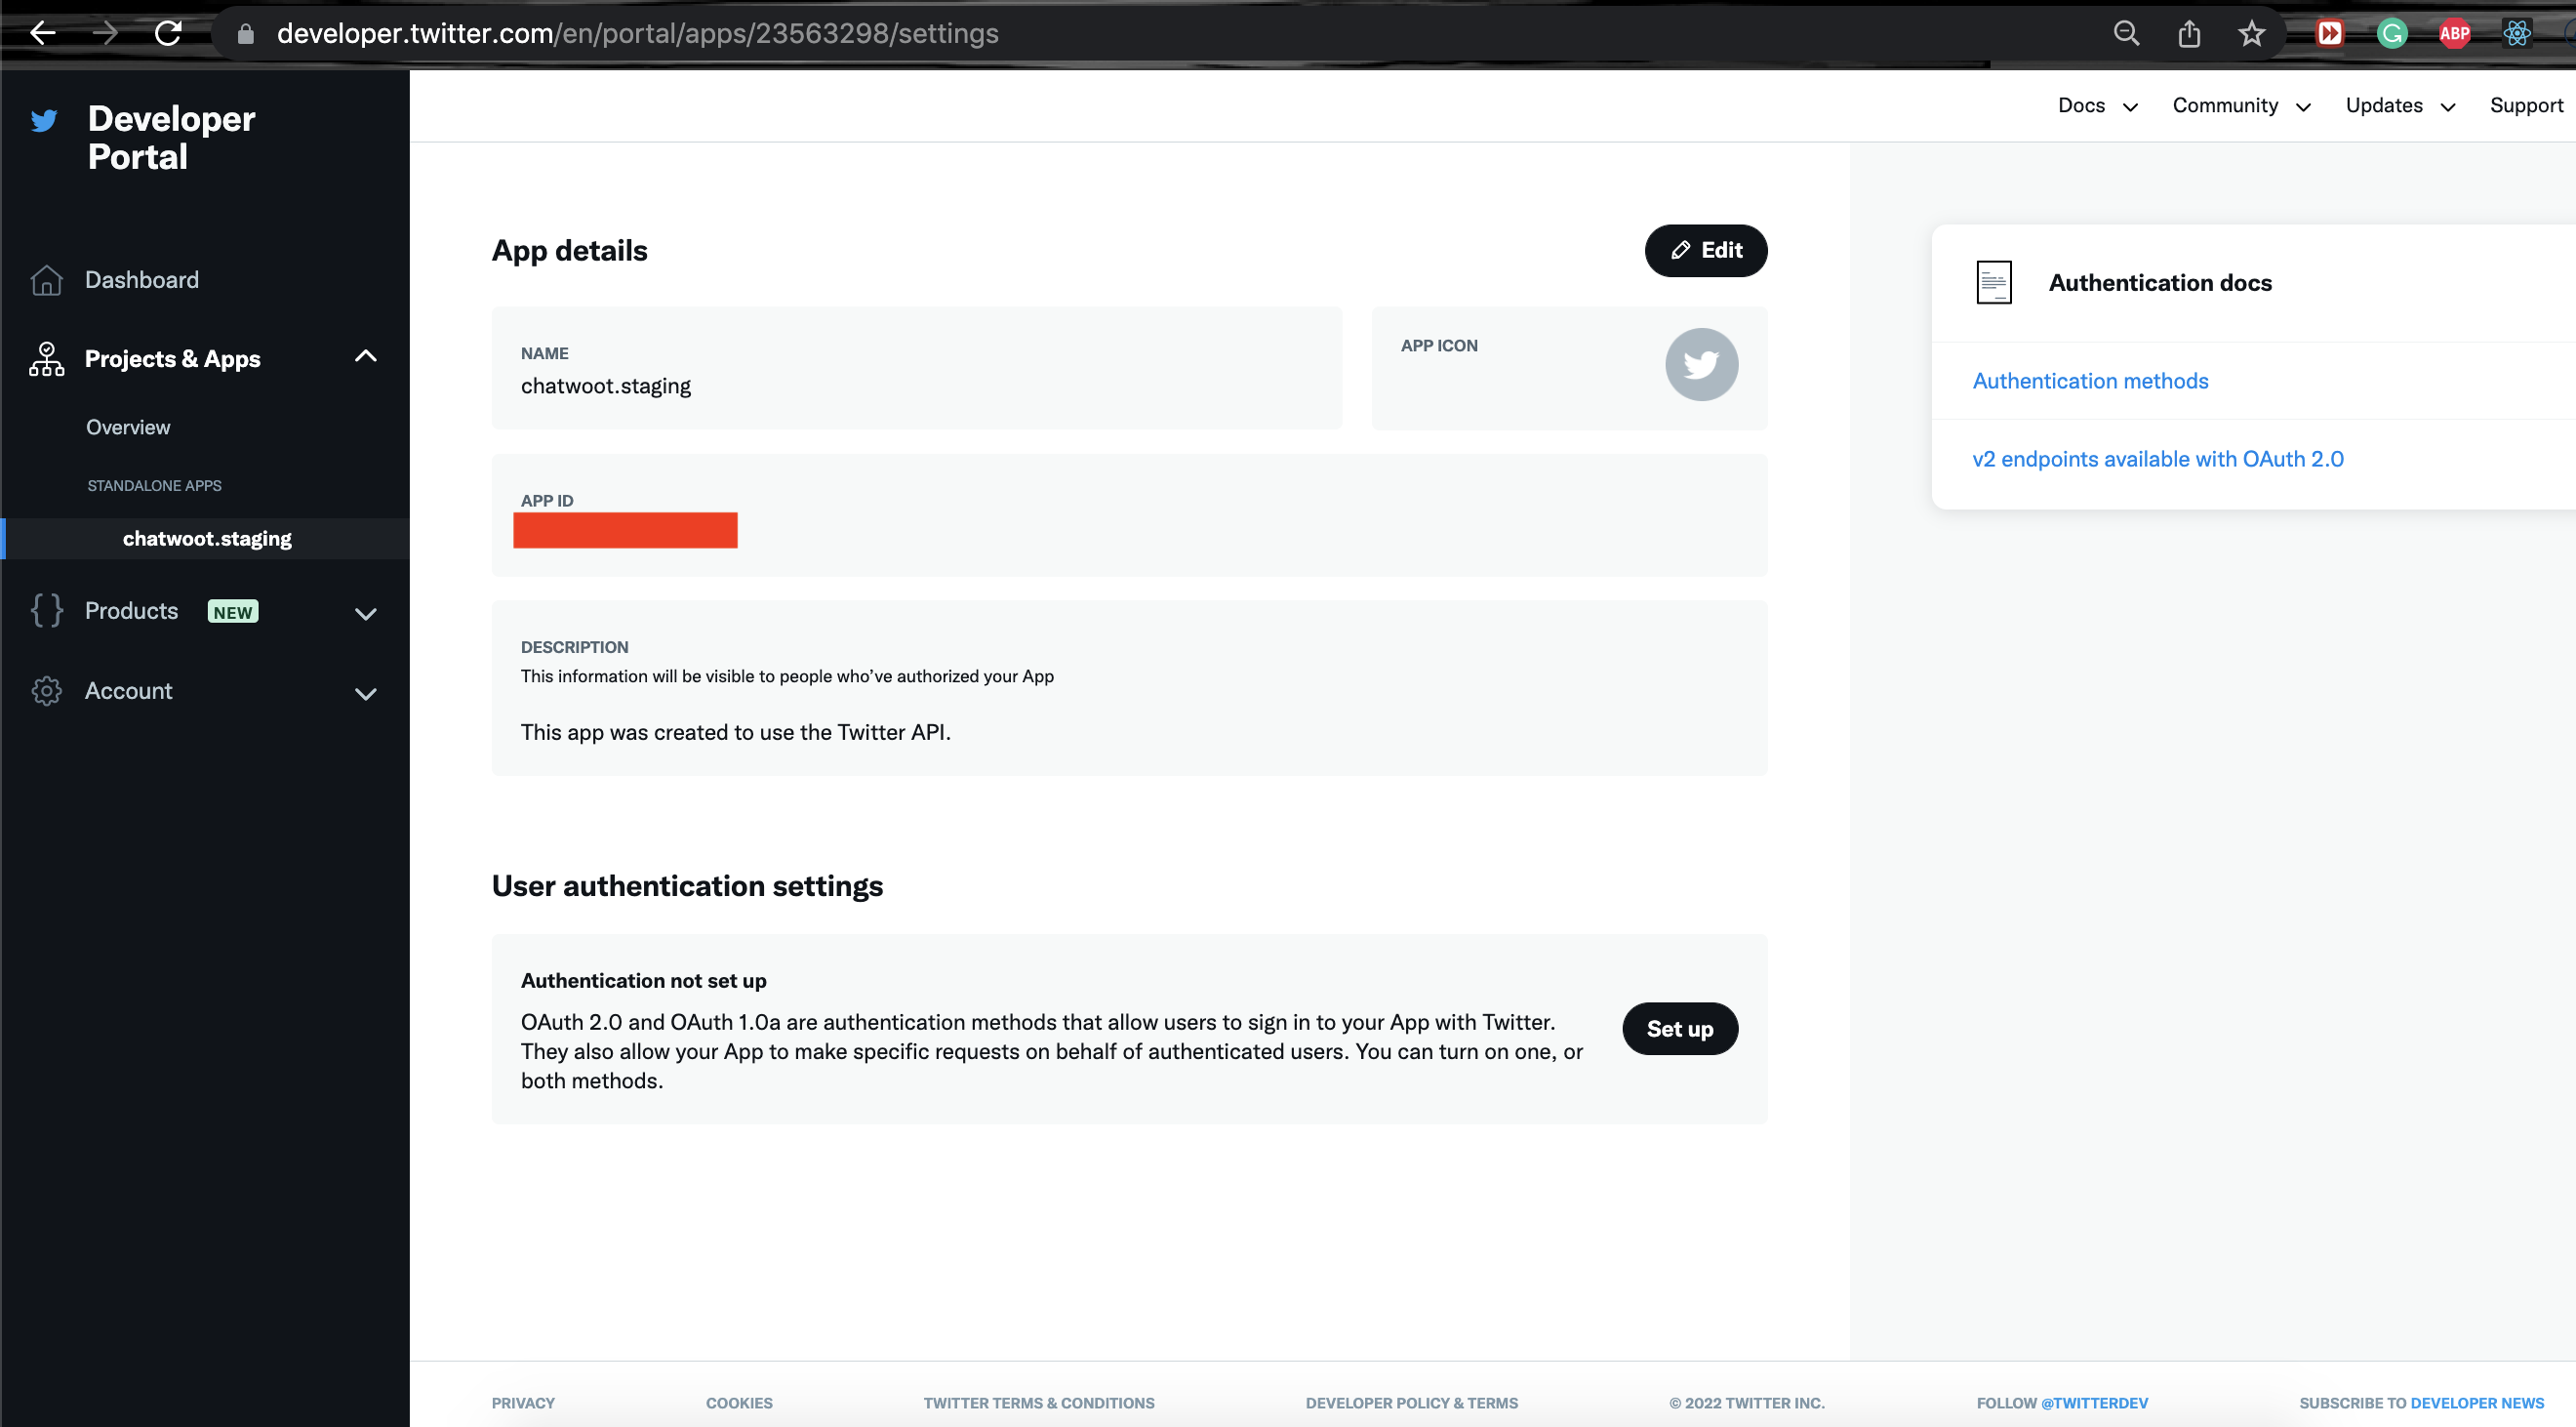 developer.twitter.com/en/portal/apps/23563298/settings
ABP
Developer
Portal
Docs
Community
Updates
Support
Dashboard
Projects & Apps
Overview
STANDALONE APPS
chatwoot.staging
Products NEW
Account
App details
Edit
NAME
chatwoot.staging
APP ICON
APP ID
DESCRIPTION
This information will be visible to people who’ve authorized your App
This app was created to use the Twitter API.
User authentication settings
Authentication not set up
OAuth 2.0 and OAuth 1.0a are authentication methods that allow users to sign in to your App with Twitter.
They also allow your App to make specific requests on behalf of authenticated users. You can turn on one, or
both methods.
Set up
Authentication docs
Authentication methods
v2 endpoints available with OAuth 2.0
PRIVACY
COOKIES
TWITTER TERMS & CONDITIONS
DEVELOPER POLICY & TERMS
© 2022 TWITTER INC.
FOLLOW @TWITTERDEV
SUBSCRIBE TO DEVELOPER NEWS